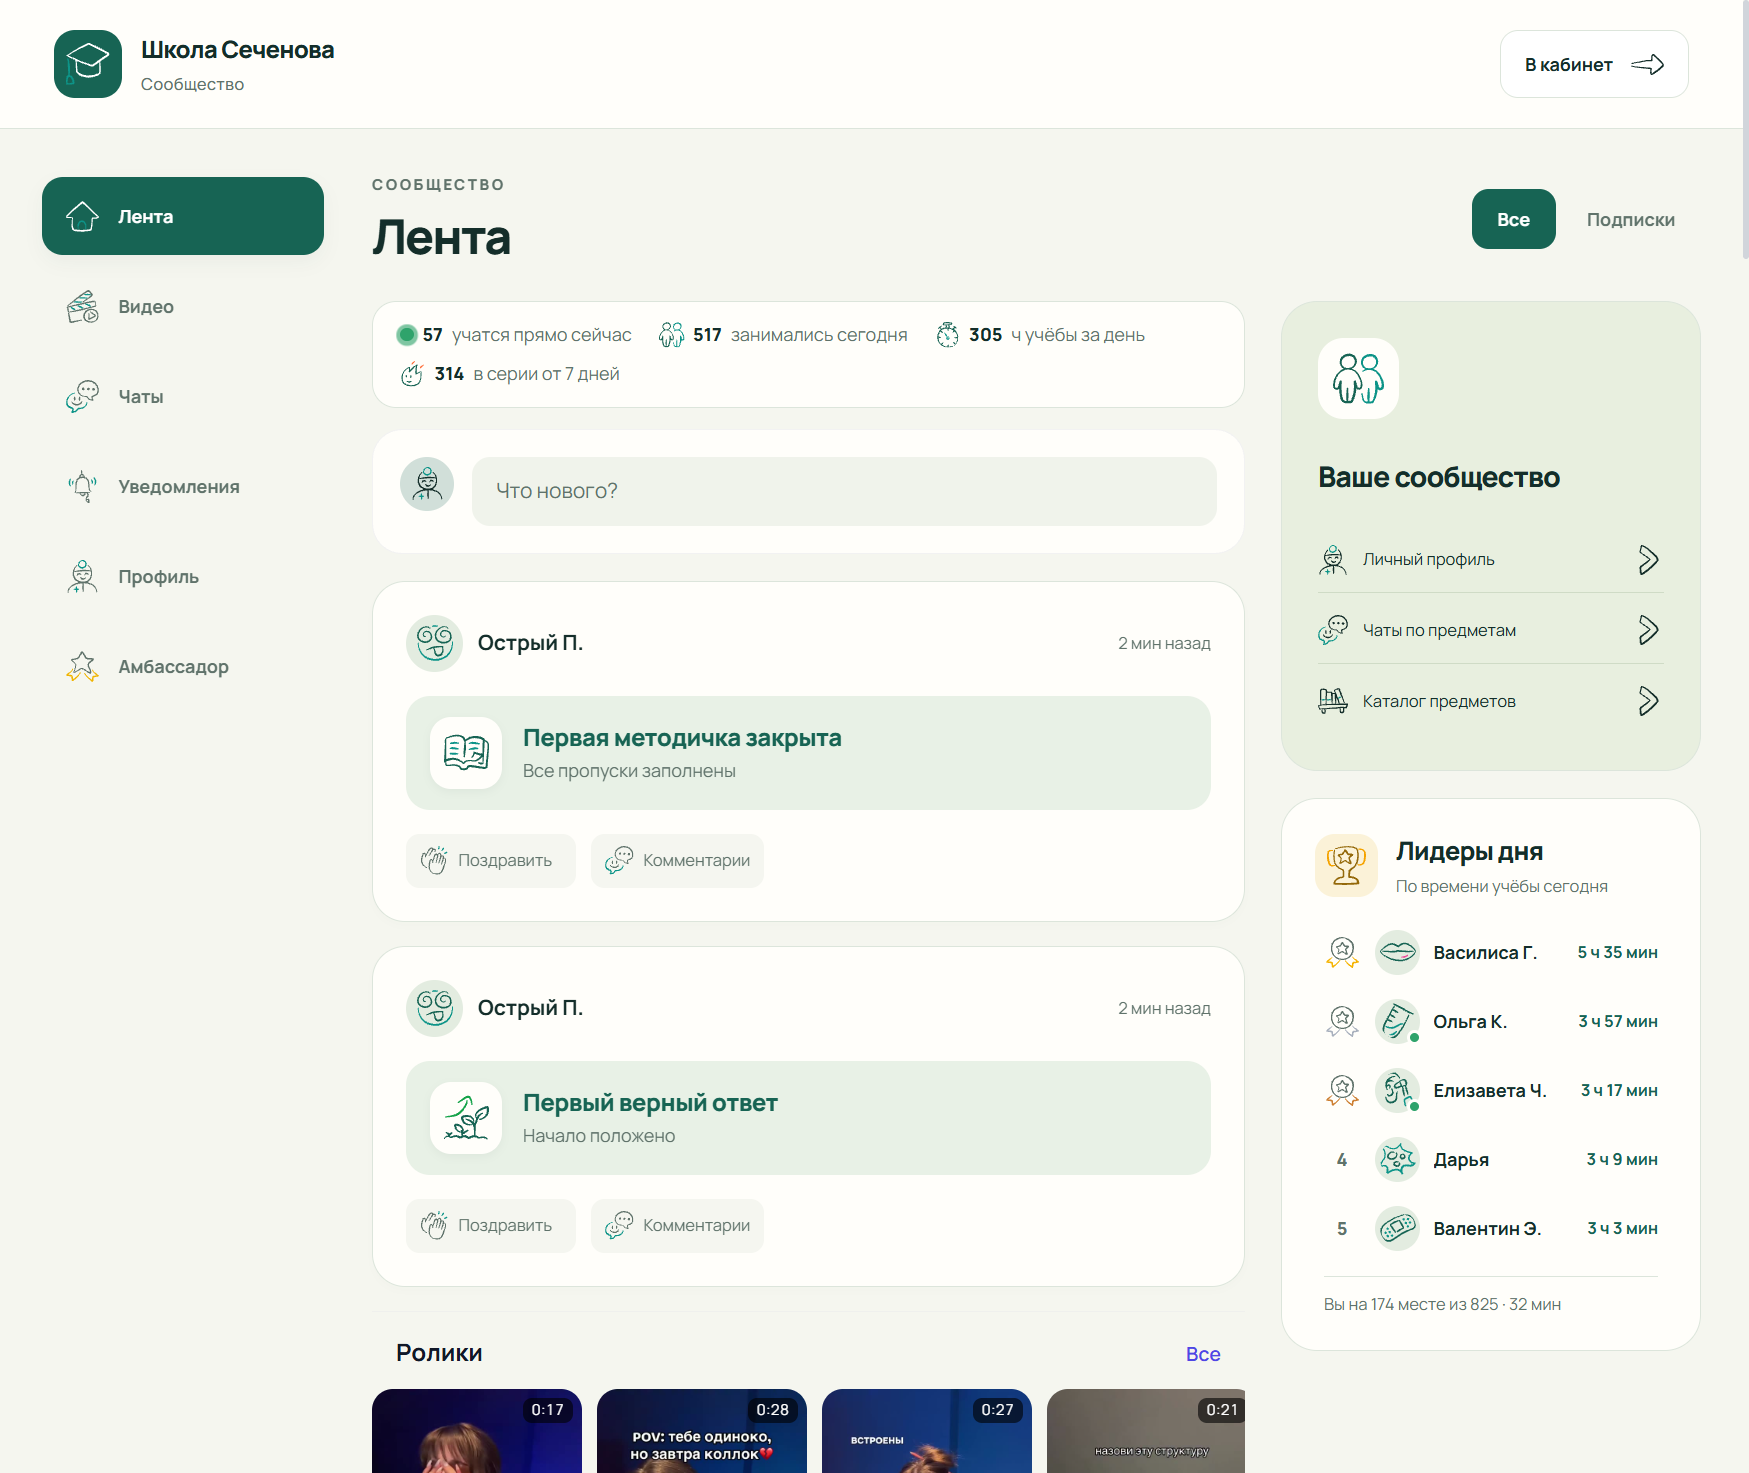 Школа Сеченова
Сообщество
В кабинет
Лента
Видео
Чаты
Уведомления
Профиль
Амбассадор
СООБЩЕСТВО
Лента
Все
Подписки
57 учатся прямо сейчас
517 занимались сегодня
305 ч учёбы за день
314 в серии от 7 дней
Что нового?
Острый П.
2 мин назад
Первая методичка закрыта
Все пропуски заполнены
Поздравить
Комментарии
Острый П.
2 мин назад
Первый верный ответ
Начало положено
Поздравить
Комментарии
Ролики
Все
0:17
0:28
POV: тебе одиноко,
но завтра коллок💔
0:27
ВСТРОЕНЫ
0:21
назови эту структуру
Ваше сообщество
Личный профиль
Чаты по предметам
Каталог предметов
Лидеры дня
По времени учёбы сегодня
Василиса Г.
5 ч 35 мин
Ольга К.
3 ч 57 мин
Елизавета Ч.
3 ч 17 мин
4
Дарья
3 ч 9 мин
5
Валентин Э.
3 ч 3 мин
Вы на 174 месте из 825 · 32 мин